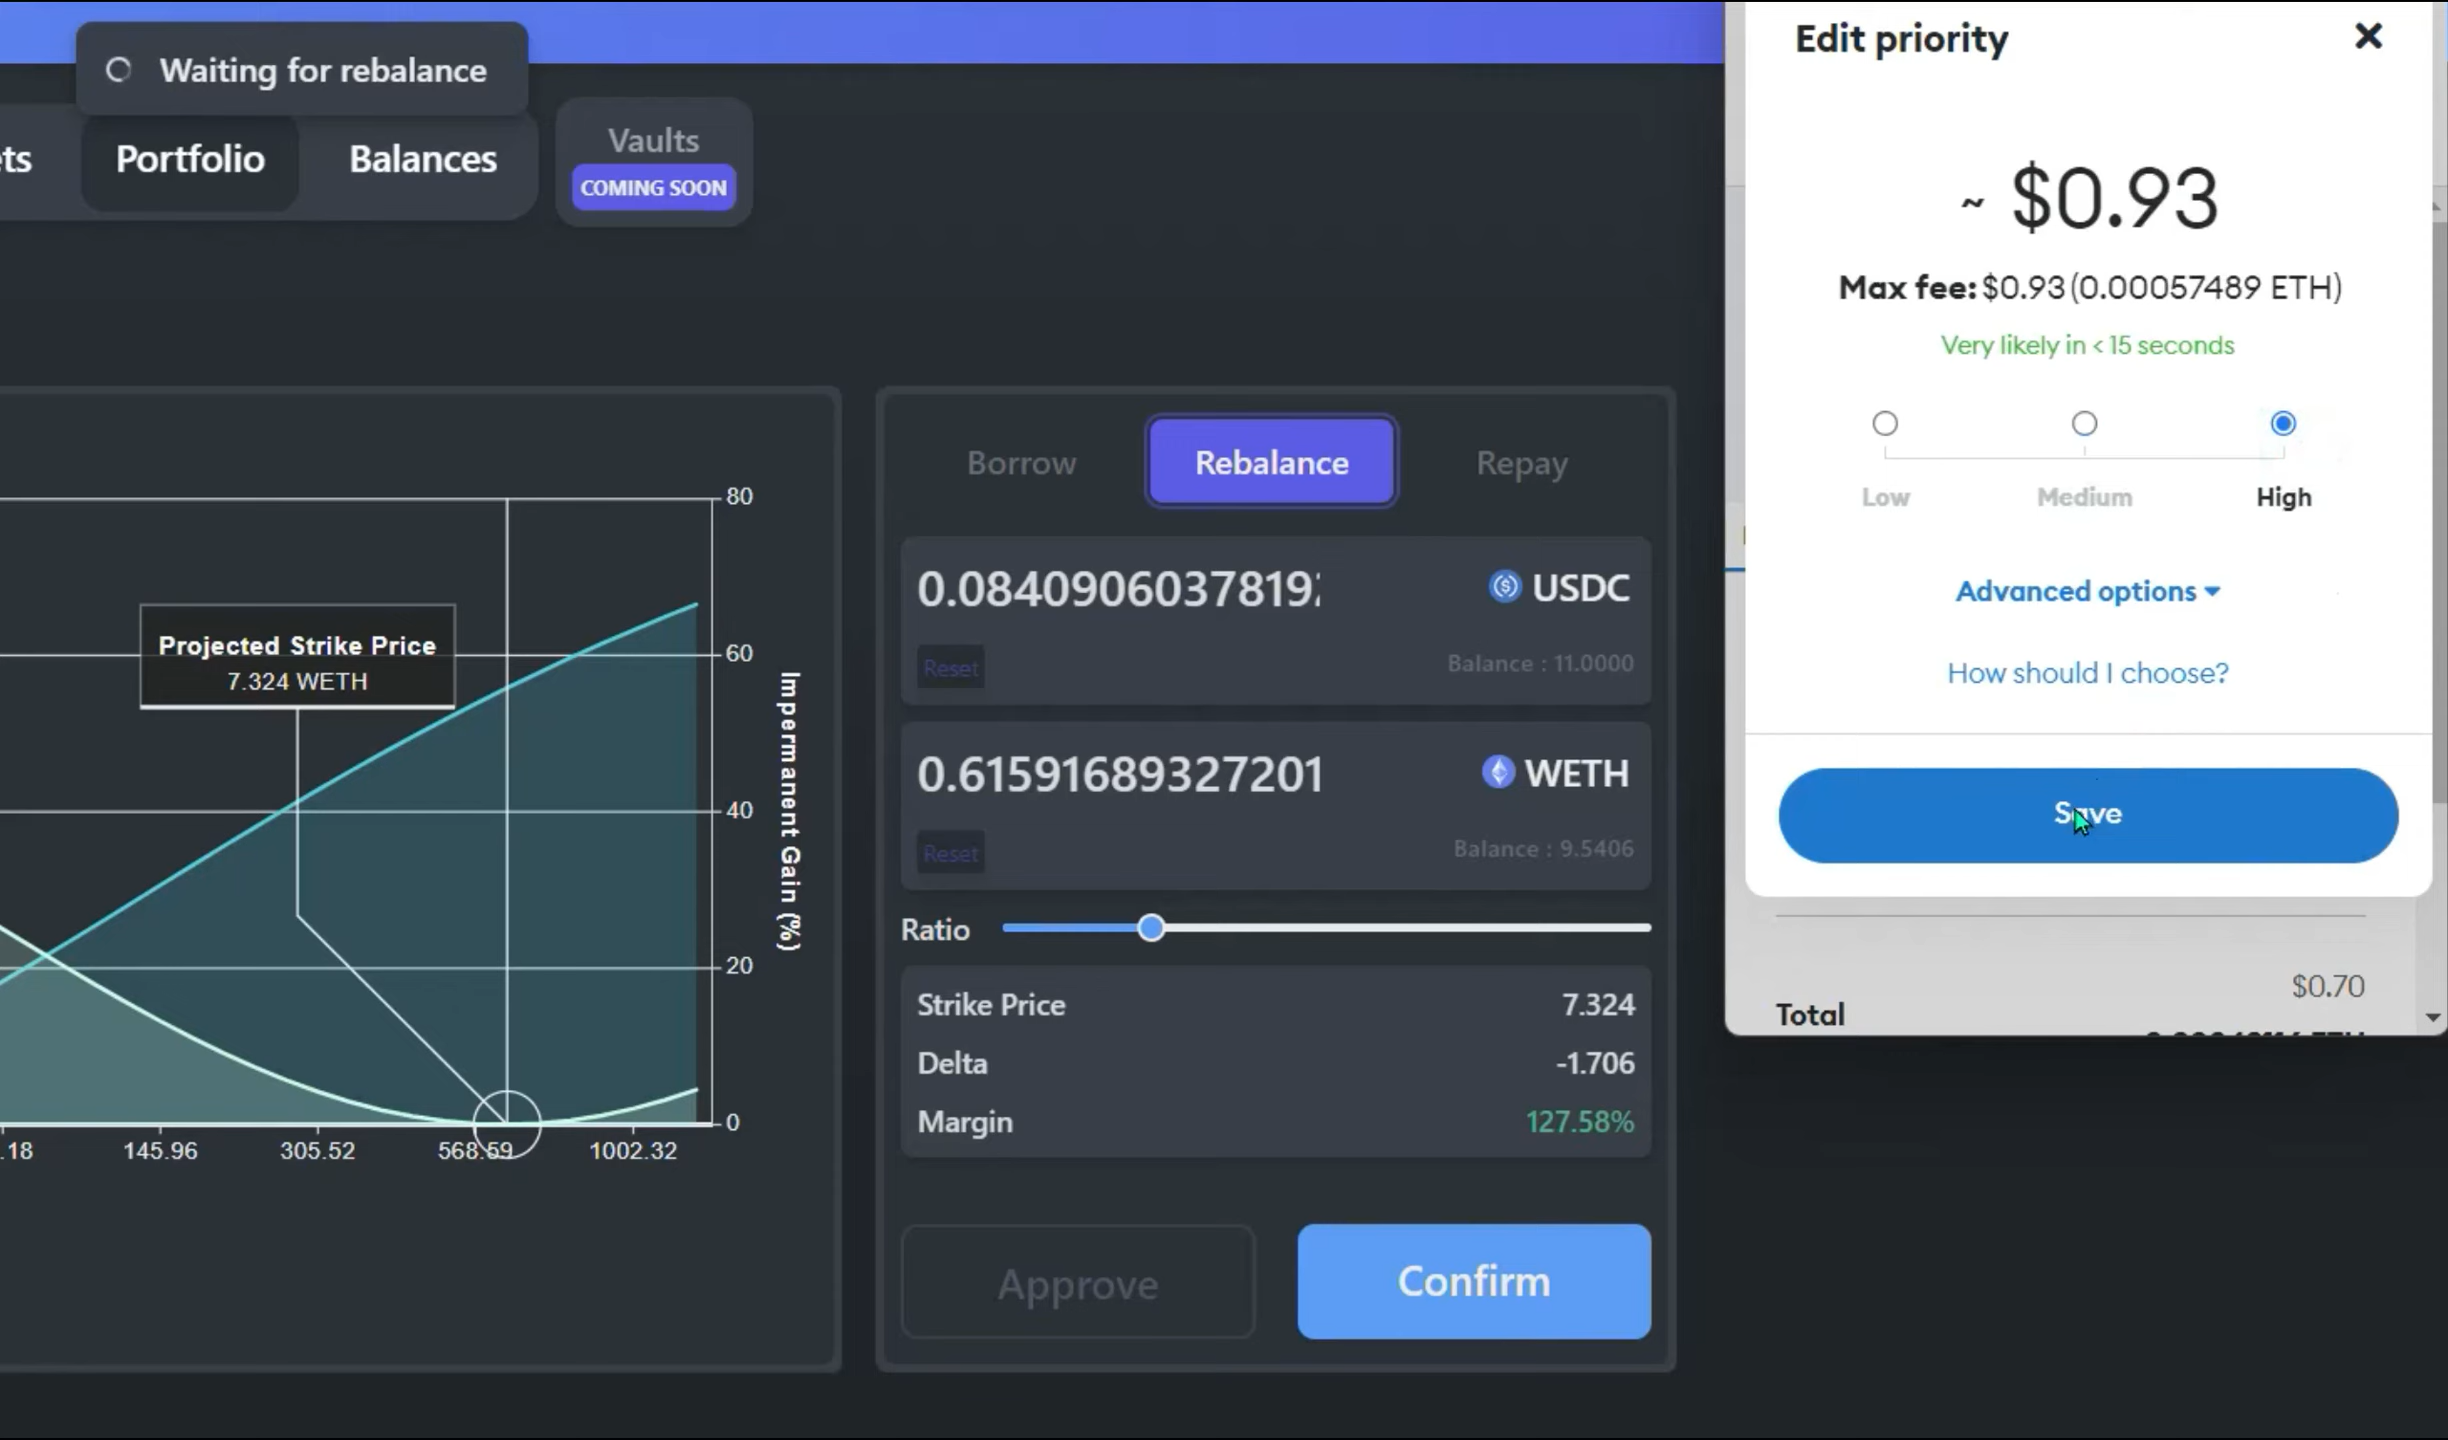 Waiting for rebalance
ts
Portfolio
Balances
Vaults
COMING SOON
80
60
40
20
0
Impermanent Gain (%)
Projected Strike Price
7.324 WETH
.18
145.96
305.52
568.59
1002.32
Borrow
Rebalance
Repay
0.0840906037819
USDC
Reset
Balance : 11.0000
0.61591689327201
WETH
Reset
Balance : 9.5406
Ratio
Strike Price
7.324
Delta
-1.706
Margin
127.58%
Approve
Confirm
Edit priority
~ $0.93
Max fee: $0.93 (0.00057489 ETH)
Very likely in < 15 seconds
Low
Medium
High
Advanced options
How should I choose?
Save
$0.70
Total